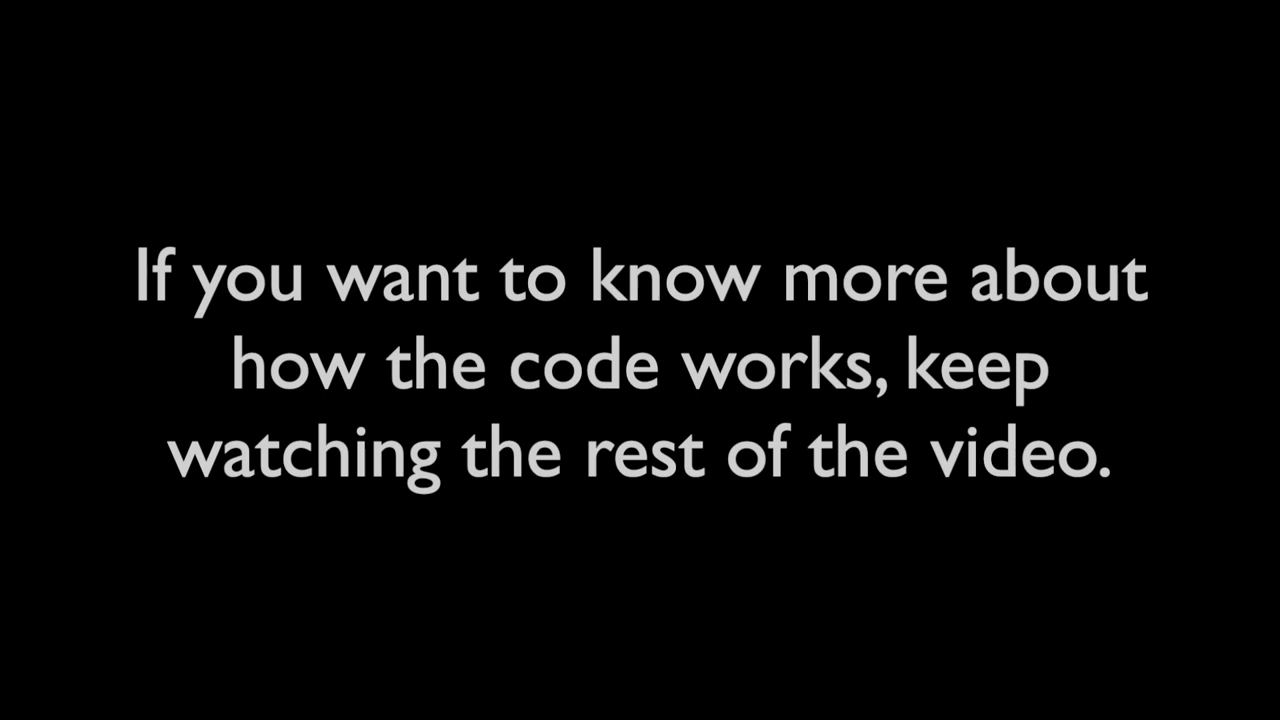 If you want to know more about
how the code works, keep
watching the rest of the video.